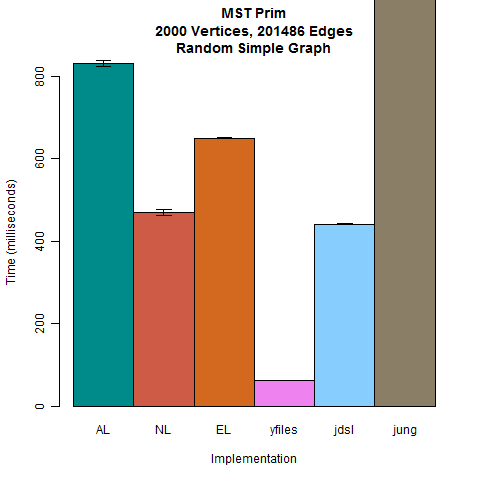 MST Prim
2000 Vertices, 201486 Edges
Random Simple Graph
Time (milliseconds)
800
600
400
200
0
AL NL EL yfiles jdsl jung
Implementation